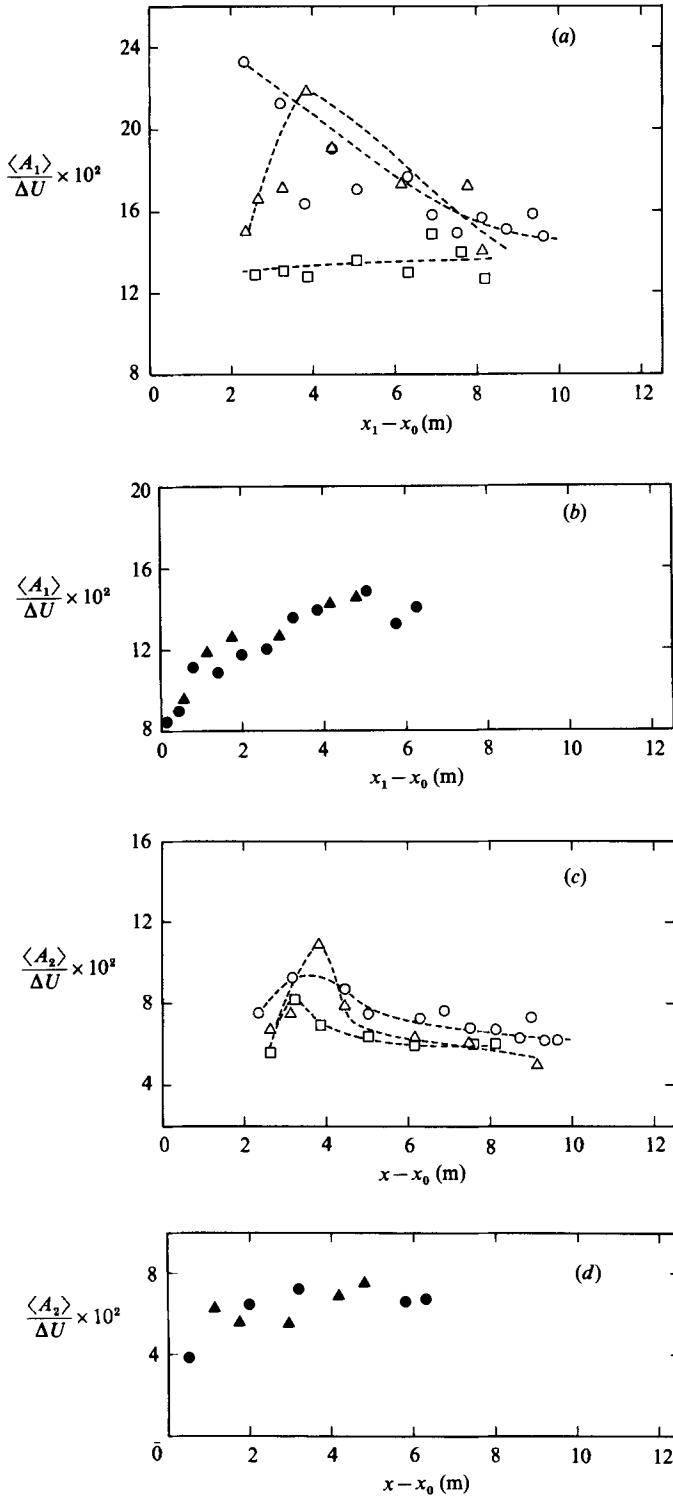 (a)
24
20
16
12
8
⟨A₁⟩/ΔU × 10²
0 2 4 6 8 10 12
x₁ − x₀ (m)
(b)
20
16
12
8
⟨A₁⟩/ΔU × 10²
0 2 4 6 8 10 12
x₁ − x₀ (m)
(c)
16
12
8
4
⟨A₂⟩/ΔU × 10²
0 2 4 6 8 10 12
x − x₀ (m)
(d)
8
4
0
⟨A₂⟩/ΔU × 10²
2 4 6 8 10 12
x − x₀ (m)